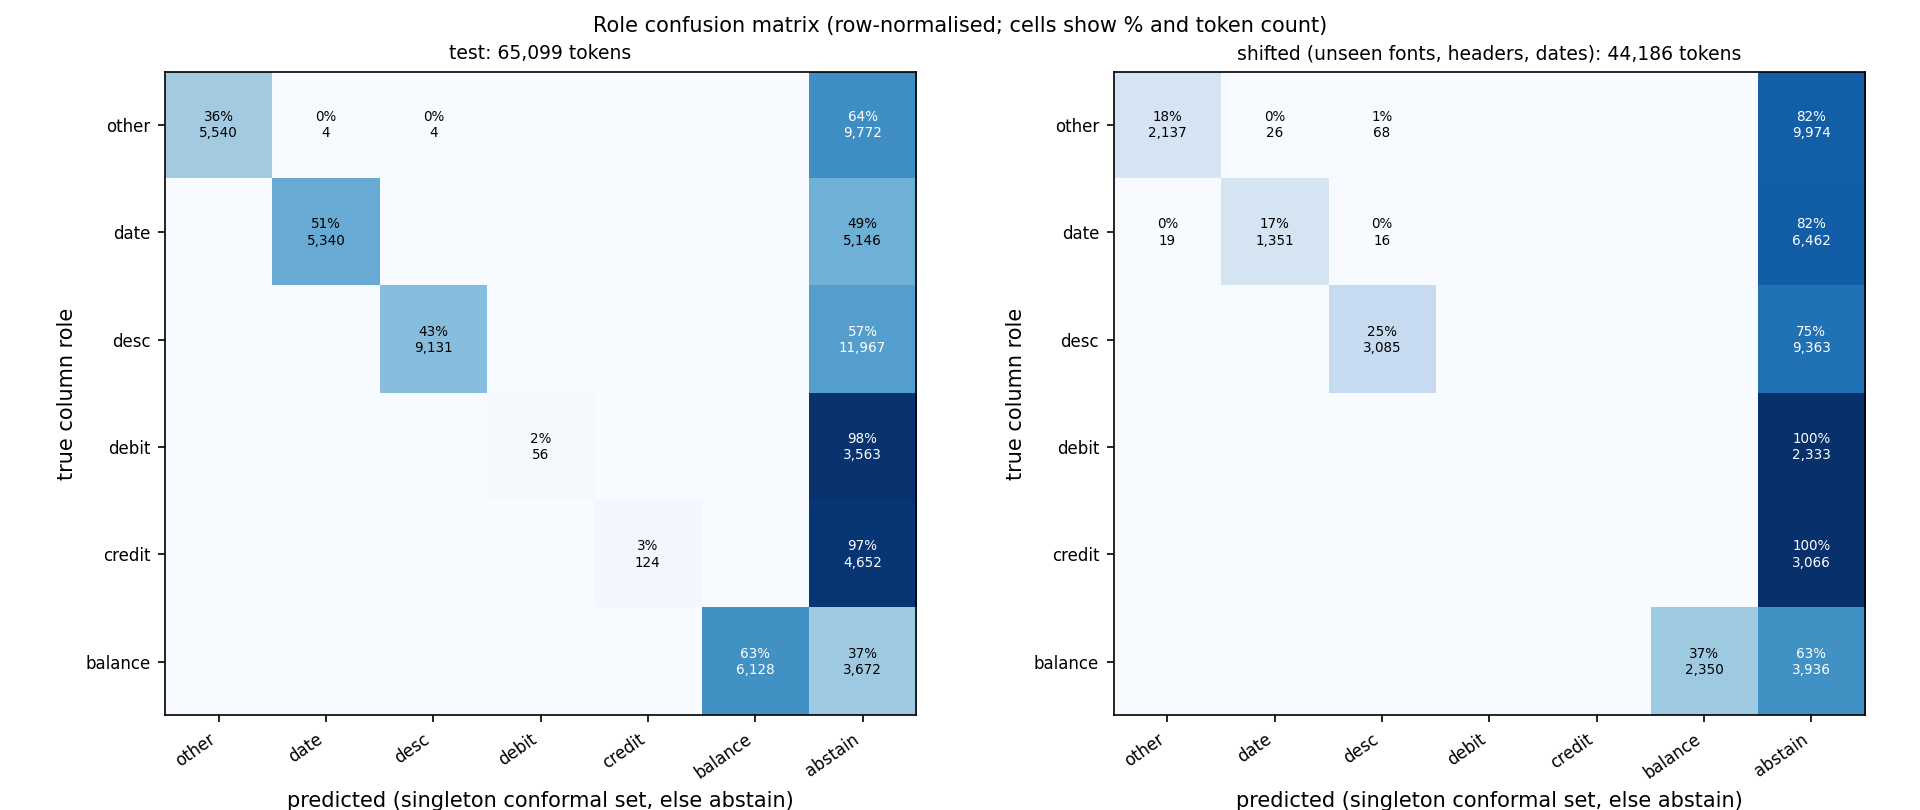 Role confusion matrix (row-normalised; cells show % and token count)
test: 65,099 tokens
true column role
other
36%
5,540
0%
4
0%
4
64%
9,772
date
51%
5,340
49%
5,146
desc
43%
9,131
57%
11,967
debit
2%
56
98%
3,563
credit
3%
124
97%
4,652
balance
63%
6,128
37%
3,672
other
date
desc
debit
credit
balance
abstain
predicted (singleton conformal set, else abstain)
shifted (unseen fonts, headers, dates): 44,186 tokens
true column role
other
18%
2,137
0%
26
1%
68
82%
9,974
date
0%
19
17%
1,351
0%
16
82%
6,462
desc
25%
3,085
75%
9,363
debit
100%
2,333
credit
100%
3,066
balance
37%
2,350
63%
3,936
other
date
desc
debit
credit
balance
abstain
predicted (singleton conformal set, else abstain)